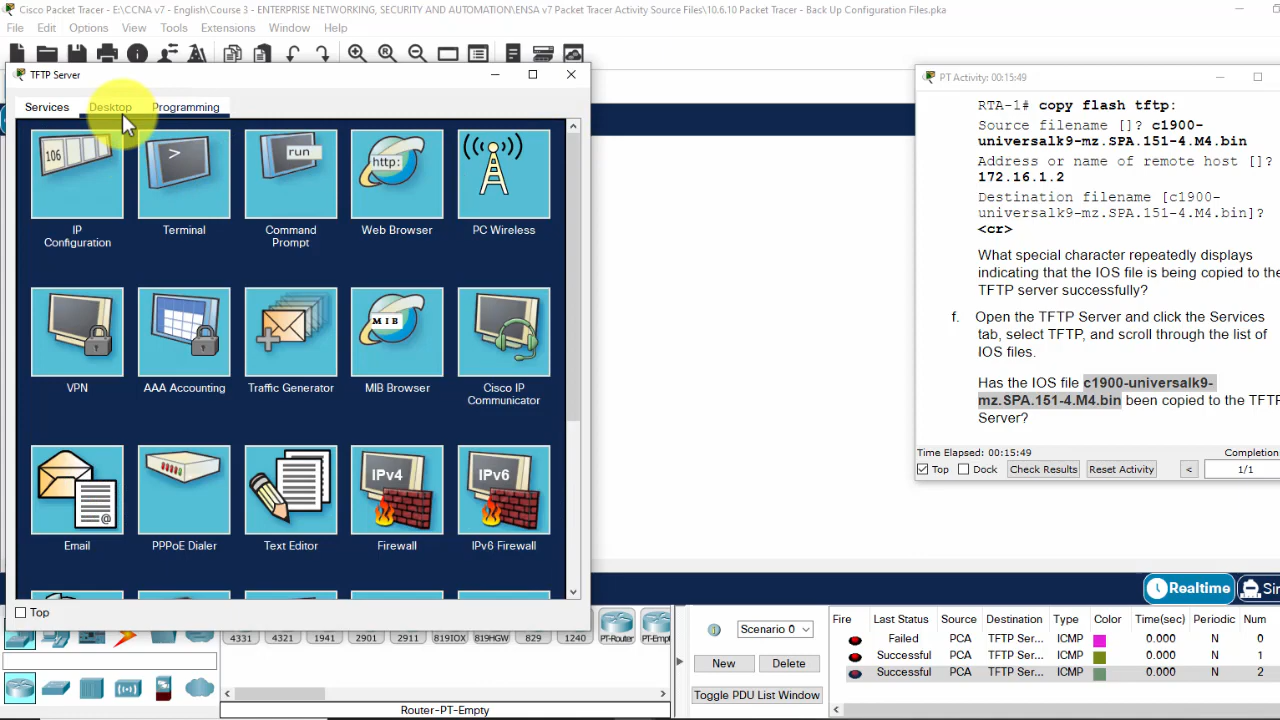 Cisco Packet Tracer - E:\CCNA v7 - English\Course 3 - ENTERPRISE NETWORKING, SECURITY AND AUTOMATION\ENSA v7 Packet Tracer Activity Source Files\10.6.10 Packet Tracer - Back Up Configuration Files.pka
File Edit Options View Tools Extensions Window Help
TFTP Server
Services Desktop Programming
106
run
http:
IP Configuration
Terminal
Command Prompt
Web Browser
PC Wireless
MIB
VPN
AAA Accounting
Traffic Generator
MIB Browser
Cisco IP Communicator
IPv4
IPv6
Email
PPPoE Dialer
Text Editor
Firewall
IPv6 Firewall
Top
PT Activity: 00:15:49
RTA-1# copy flash tftp:
Source filename []? c1900-
universalk9-mz.SPA.151-4.M4.bin
Address or name of remote host []?
172.16.1.2
Destination filename [c1900-
universalk9-mz.SPA.151-4.M4.bin]?
<cr>
What special character repeatedly displays
indicating that the IOS file is being copied to the
TFTP server successfully?
f. Open the TFTP Server and click the Services
tab, select TFTP, and scroll through the list of
IOS files.
Has the IOS file c1900-universalk9-
mz.SPA.151-4.M4.bin been copied to the TFTP
Server?
Time Elapsed: 00:15:49 Completion
Top Dock Check Results Reset Activity < 1/1
Realtime
4331 4321 1941 2901 2911 819IOX 819HGW 829 1240 PT-Router
Router-PT-Empty
Scenario 0
New Delete
Toggle PDU List Window
Fire Last Status Source Destination Type Color Time(sec) Periodic Num
Failed PCA TFTP Ser... ICMP 0.000 N 0
Successful PCA TFTP Ser... ICMP 0.000 N 1
Successful PCA TFTP Ser... ICMP 0.000 N 2